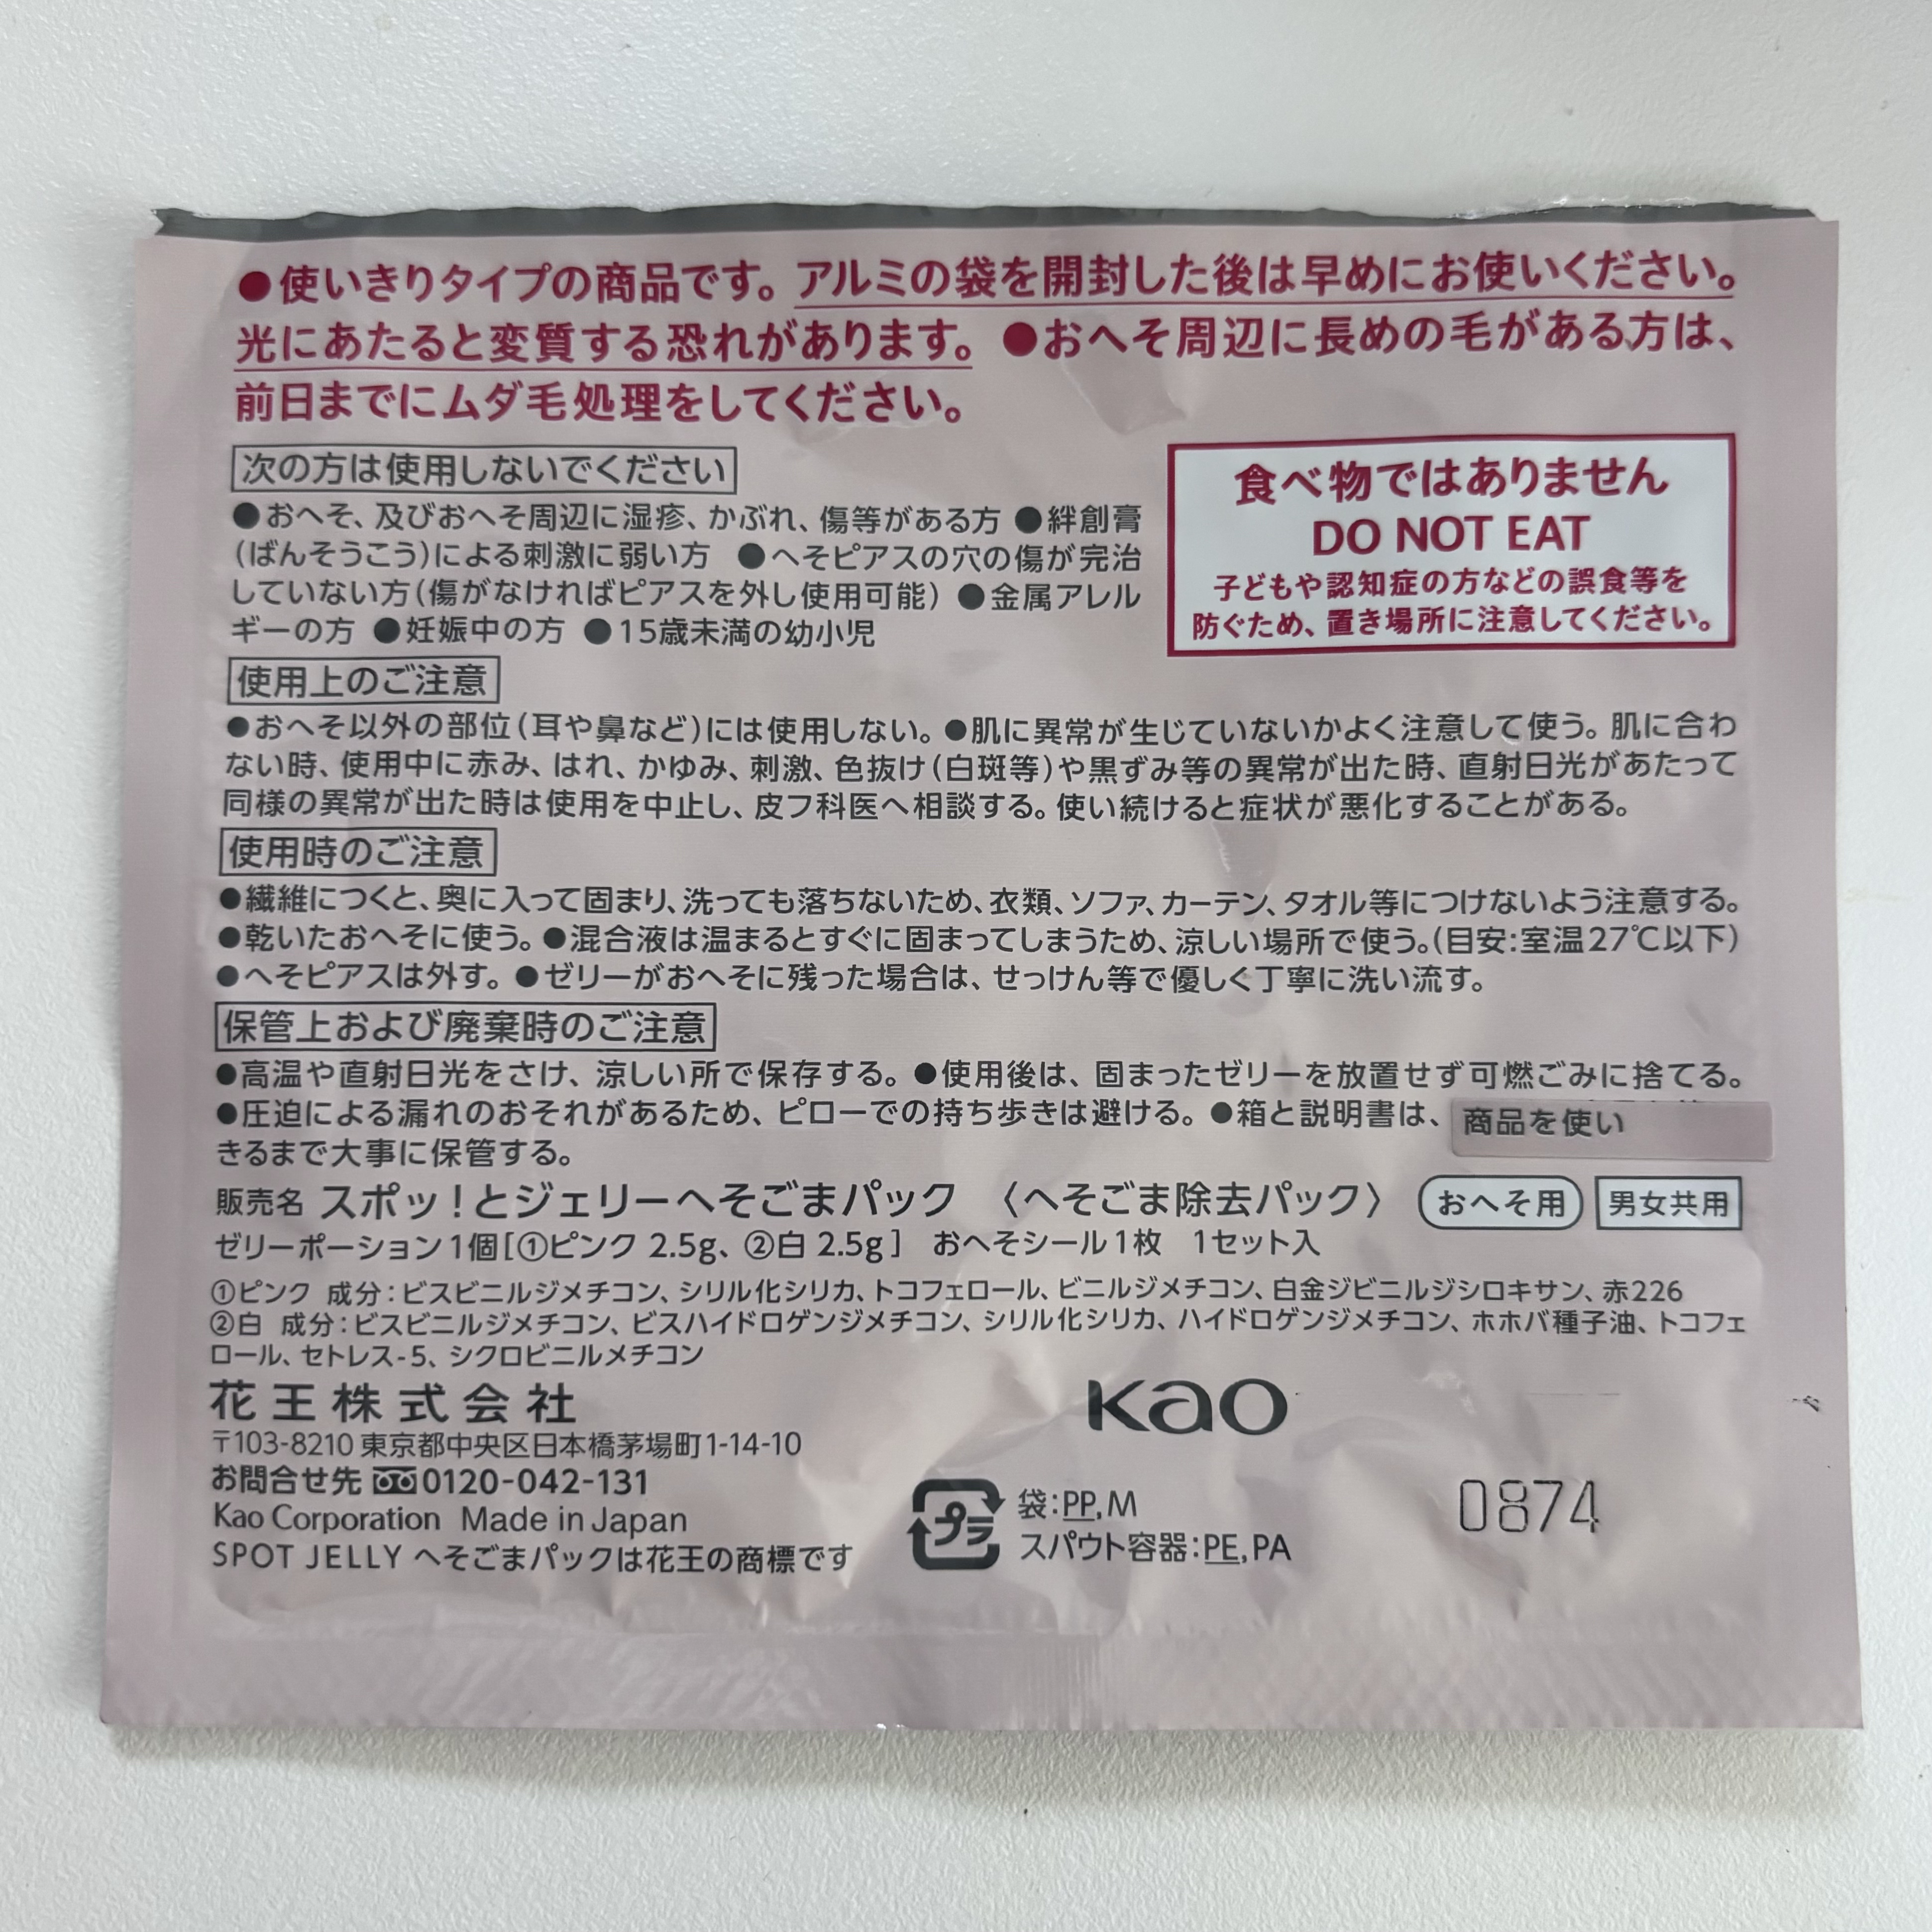 ●使いきりタイプの商品です。アルミの袋を開封した後は早めにお使いください。
光にあたると変質する恐れがあります。 ●おへそ周辺に長めの毛がある方は、
前日までにムダ毛処理をしてください。
次の方は使用しないでください
●おへそ、及びおへそ周辺に湿疹、かぶれ、傷等がある方 ●絆創膏
(ばんそうこう)による刺激に弱い方 ●へそピアスの穴の傷が完治
していない方(傷がなければピアスを外し使用可能) ●金属アレル
ギーの方 ●妊娠中の方 ●15歳未満の幼小児
食べ物ではありません
DO NOT EAT
子どもや認知症の方などの誤食等を
防ぐため、置き場所に注意してください。
使用上のご注意
●おへそ以外の部位(耳や鼻など)には使用しない。●肌に異常が生じていないかよく注意して使う。肌に合わ
ない時、使用中に赤み、はれ、かゆみ、刺激、色抜け(白斑等)や黒ずみ等の異常が出た時、直射日光があたって
同様の異常が出た時は使用を中止し、皮フ科医へ相談する。使い続けると症状が悪化することがある。
使用時のご注意
●繊維につくと、奥に入って固まり、洗っても落ちないため、衣類、ソファ、カーテン、タオル等につけないよう注意する。
●乾いたおへそに使う。●混合液は温まるとすぐに固まってしまうため、涼しい場所で使う。(目安:室温27℃以下)
●へそピアスは外す。●ゼリーがおへそに残った場合は、せっけん等で優しく丁寧に洗い流す。
保管上および廃棄時のご注意
●高温や直射日光をさけ、涼しい所で保存する。●使用後は、固まったゼリーを放置せず可燃ごみに捨てる。
●圧迫による漏れのおそれがあるため、ピローでの持ち歩きは避ける。●箱と説明書は、商品を使い
きるまで大事に保管する。
販売名 スポッ!とジェリーへそごまパック 〈へそごま除去パック〉 おへそ用 男女共用
ゼリーポーション1個[①ピンク 2.5g、②白 2.5g] おへそシール1枚 1セット入
①ピンク 成分:ビスビニルジメチコン、シリル化シリカ、トコフェロール、ビニルジメチコン、白金ジビニルジシロキサン、赤226
②白 成分:ビスビニルジメチコン、ビスハイドロゲンジメチコン、シリル化シリカ、ハイドロゲンジメチコン、ホホバ種子油、トコフェ
ロール、セトレス-5、シクロビニルメチコン
花王株式会社
〒103-8210 東京都中央区日本橋茅場町1-14-10
お問合せ先 0120-042-131
Kao Corporation Made in Japan
SPOT JELLY へそごまパックは花王の商標です
Kao
プラ
袋:PP,M
スパウト容器:PE,PA
0874